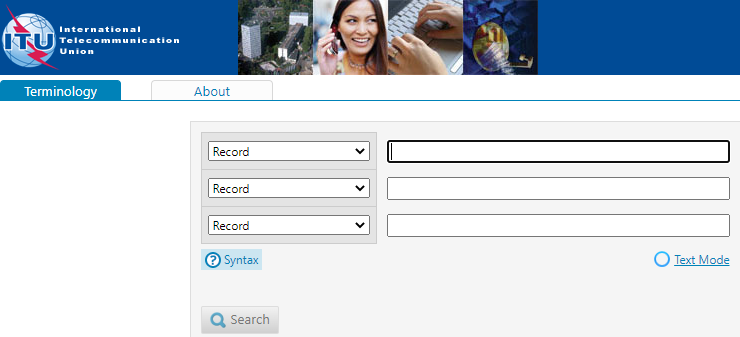 ITU
International
Telecommunication
Union
Terminology
About
Record
Record
Record
? Syntax
Text Mode
Search